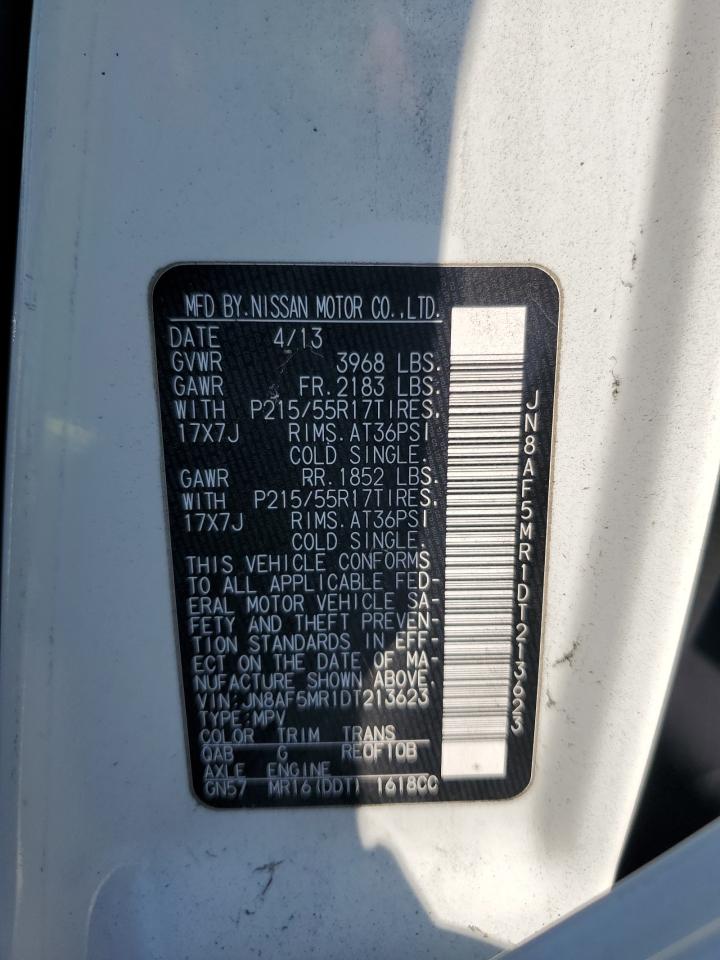 MFD BY.NISSAN MOTOR CO.,LTD.
DATE 4/13
GVWR 3968 LBS.
GAWR FR.2183 LBS.
WITH P215/55R17TIRES.
17X7J RIMS.AT36PSI
COLD SINGLE.
GAWR RR.1852 LBS.
WITH P215/55R17TIRES.
17X7J RIMS.AT36PSI
COLD SINGLE.
THIS VEHICLE CONFORMS
TO ALL APPLICABLE FED-
ERAL MOTOR VEHICLE SA-
FETY AND THEFT PREVEN-
TION STANDARDS IN EFF-
ECT ON THE DATE OF MA-
NUFACTURE SHOWN ABOVE.
VIN:JN8AF5MR1DT213623
TYPE:MPV
COLOR TRIM TRANS
QAB G RE0F10B
AXLE ENGINE
GN57 MR16(DDT) 1618CC
JN8AF5MR1DT213623